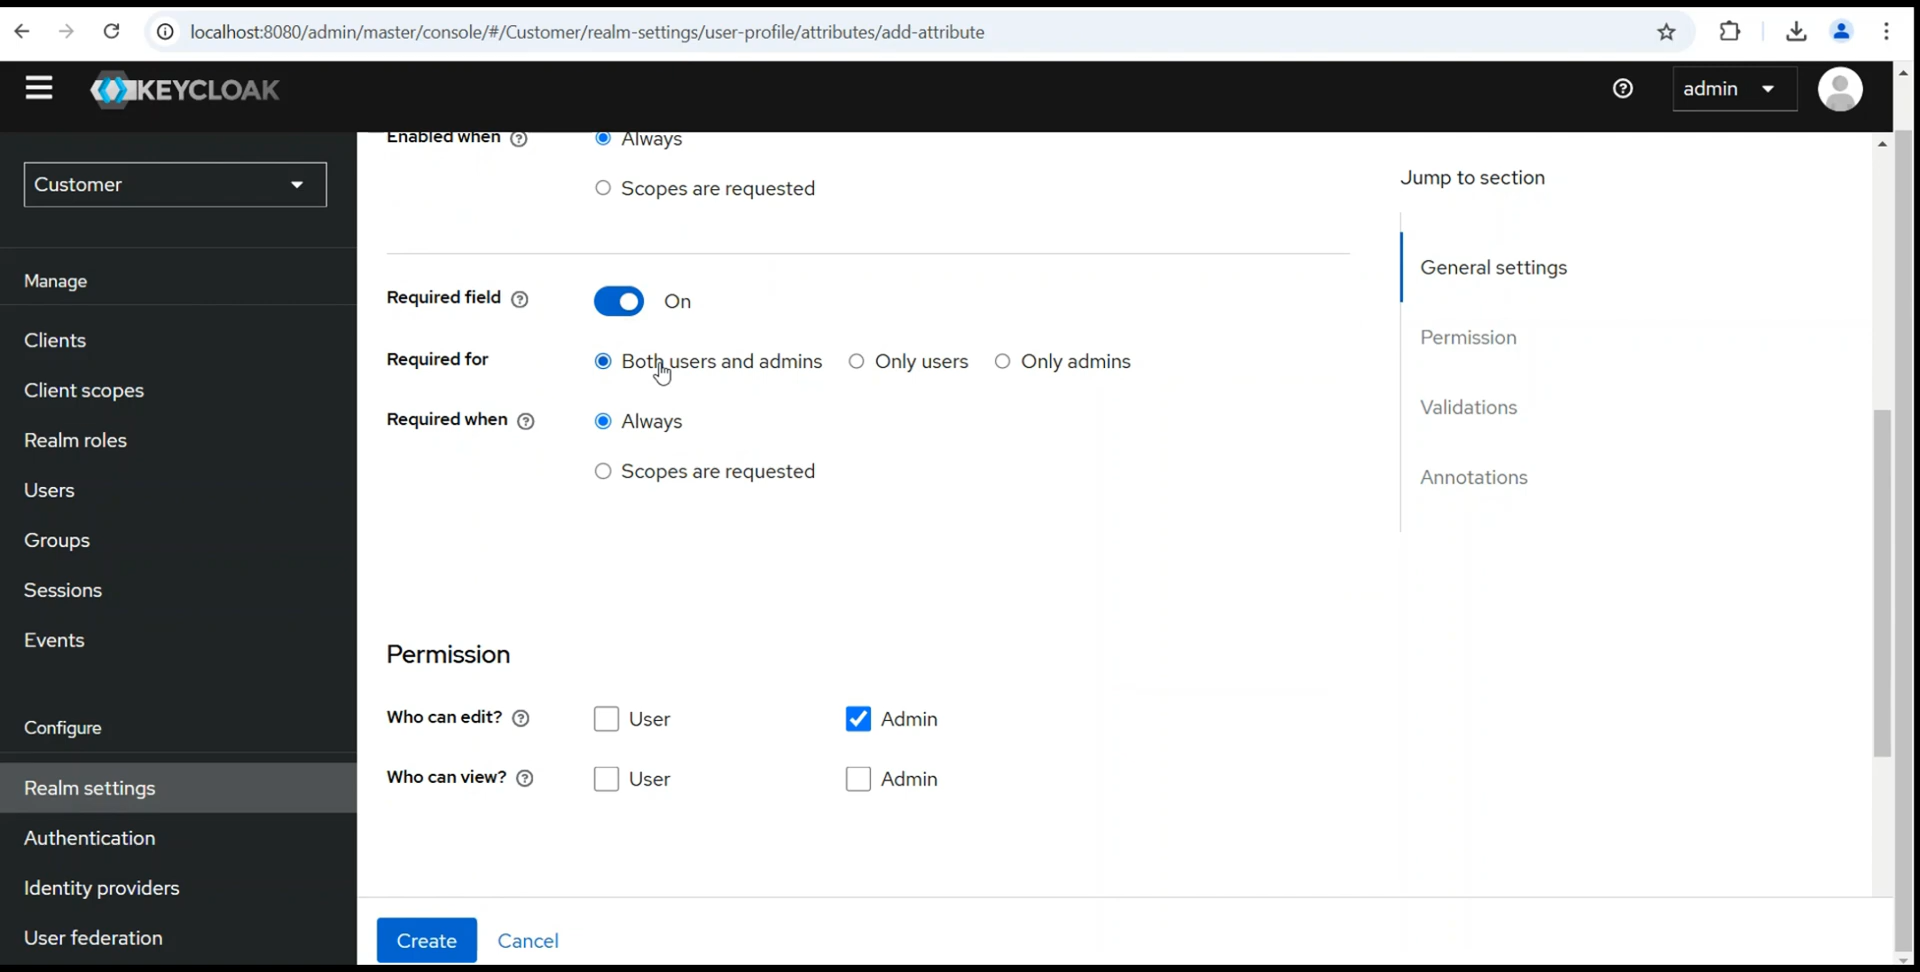 localhost:8080/admin/master/console/#/Customer/realm-settings/user-profile/attributes/add-attribute
KEYCLOAK
admin
Customer
Manage
Clients
Client scopes
Realm roles
Users
Groups
Sessions
Events
Configure
Realm settings
Authentication
Identity providers
User federation
Enabled when
Always
Scopes are requested
Required field
On
Required for
Both users and admins
Only users
Only admins
Required when
Always
Scopes are requested
Permission
Who can edit?
User
Admin
Who can view?
User
Admin
Create
Cancel
Jump to section
General settings
Permission
Validations
Annotations